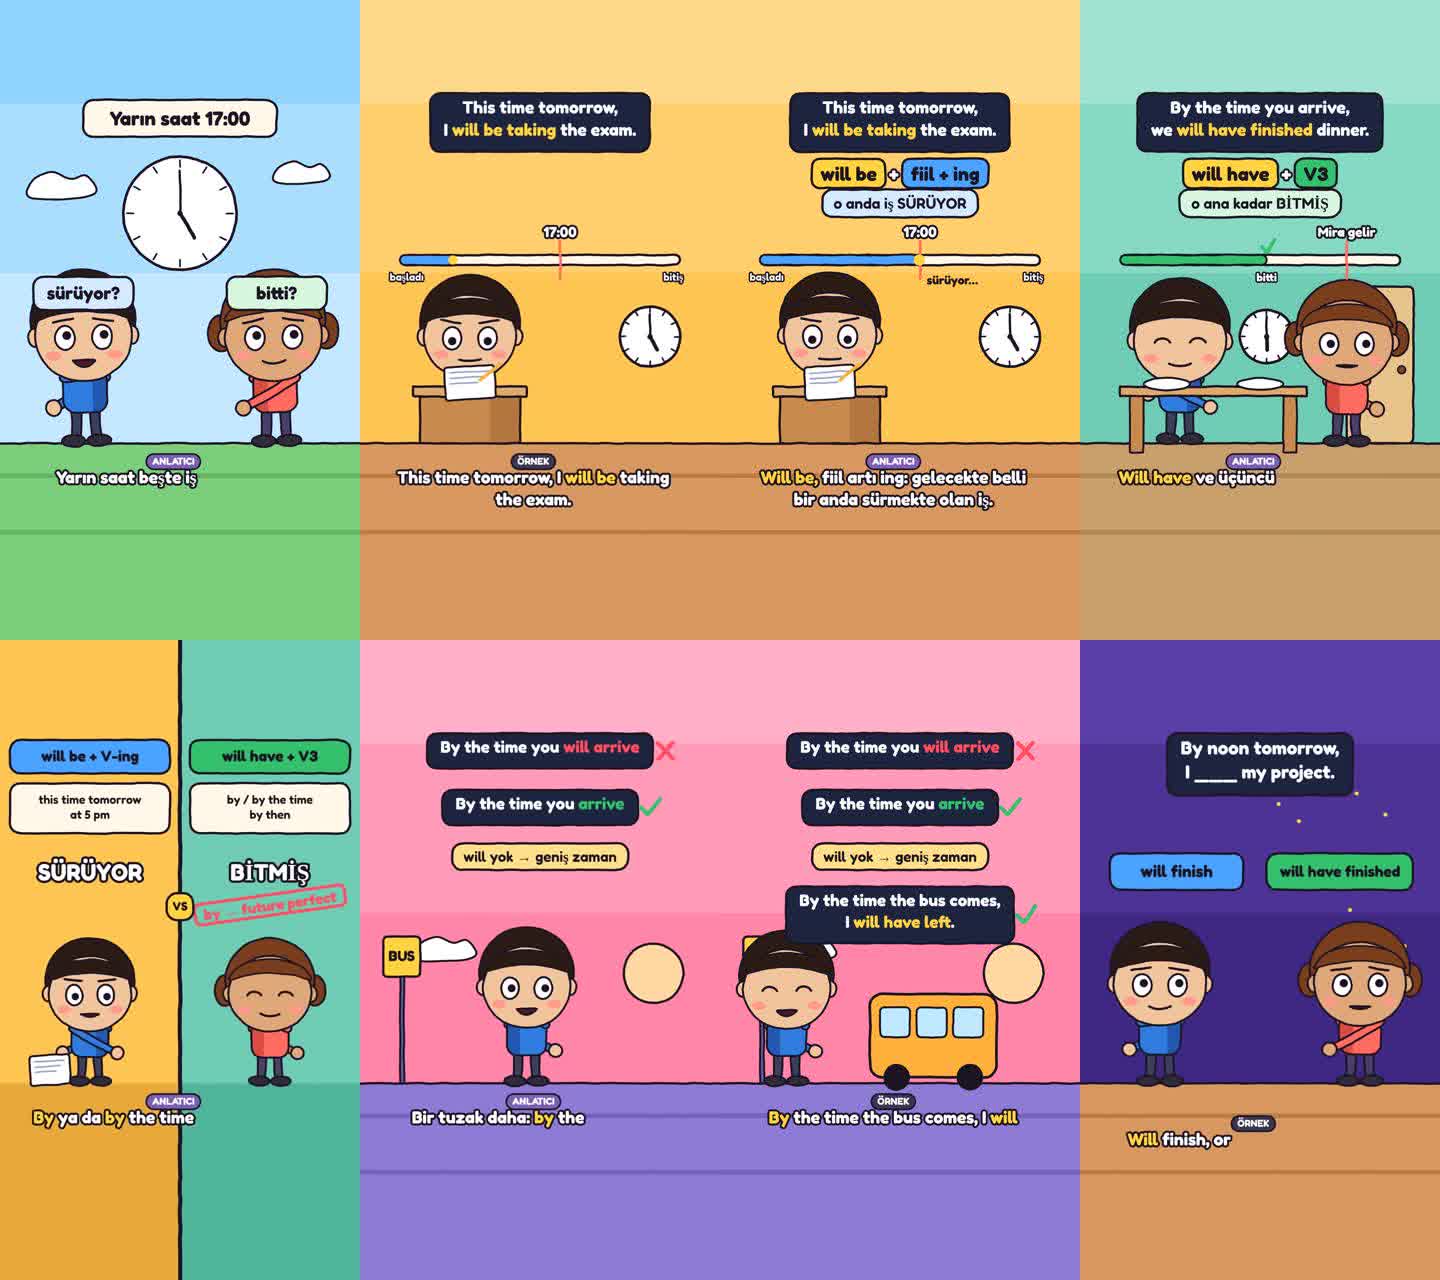 Yarın saat 17:00
sürüyor?
bitti?
ANLATICI
Yarın saat beşte iş
This time tomorrow,
I will be taking the exam.
17:00
başladı
bitiş
ÖRNEK
This time tomorrow, I will be taking
the exam.
This time tomorrow,
I will be taking the exam.
will be + fiil + ing
o anda iş SÜRÜYOR
17:00
başladı
sürüyor...
bitiş
ANLATICI
Will be, fiil artı ing: gelecekte belli
bir anda sürmekte olan iş.
By the time you arrive,
we will have finished dinner.
will have + V3
o ana kadar BİTMİŞ
Mira gelir
bitti
ANLATICI
Will have ve üçüncü
will be + V-ing
this time tomorrow
at 5 pm
SÜRÜYOR
will have + V3
by / by the time
by then
BİTMİŞ
VS
by ... future perfect
ANLATICI
By ya da by the time
By the time you will arrive
By the time you arrive
will yok → geniş zaman
BUS
ANLATICI
Bir tuzak daha: by the
By the time you will arrive
By the time you arrive
will yok → geniş zaman
By the time the bus comes,
I will have left.
ÖRNEK
By the time the bus comes, I will
By noon tomorrow,
I ____ my project.
will finish
will have finished
ÖRNEK
Will finish, or